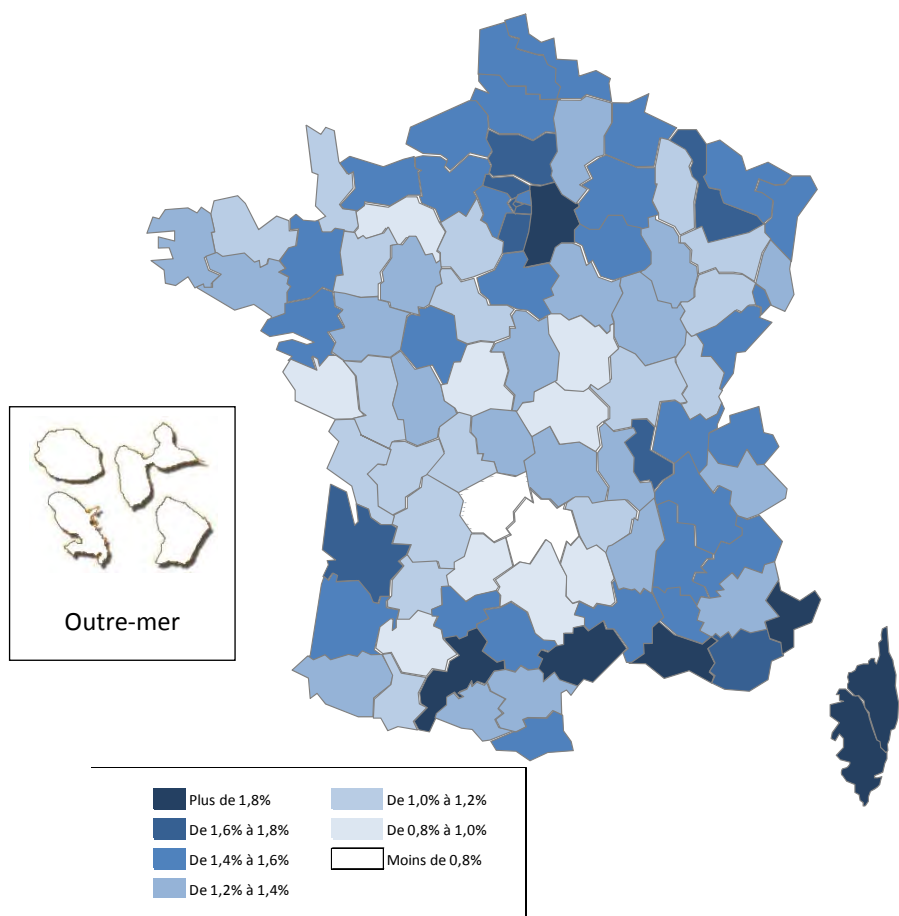 Outre-mer
Plus de 1,8%
De 1,6% à 1,8%
De 1,4% à 1,6%
De 1,2% à 1,4%
De 1,0% à 1,2%
De 0,8% à 1,0%
Moins de 0,8%